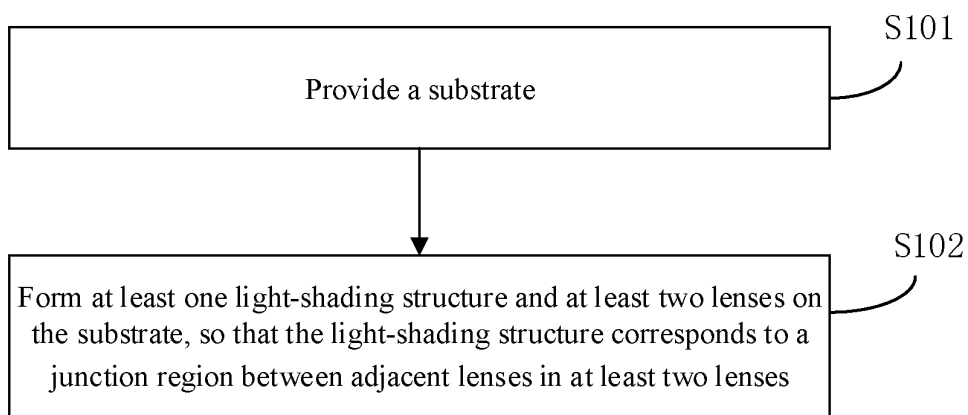 S101
Provide a substrate
S102
Form at least one light-shading structure and at least two lenses on
the substrate, so that the light-shading structure corresponds to a
junction region between adjacent lenses in at least two lenses